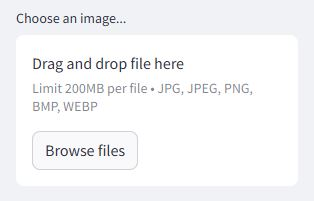 Choose an image...
Drag and drop file here
Limit 200MB per file • JPG, JPEG, PNG,
BMP, WEBP
Browse files